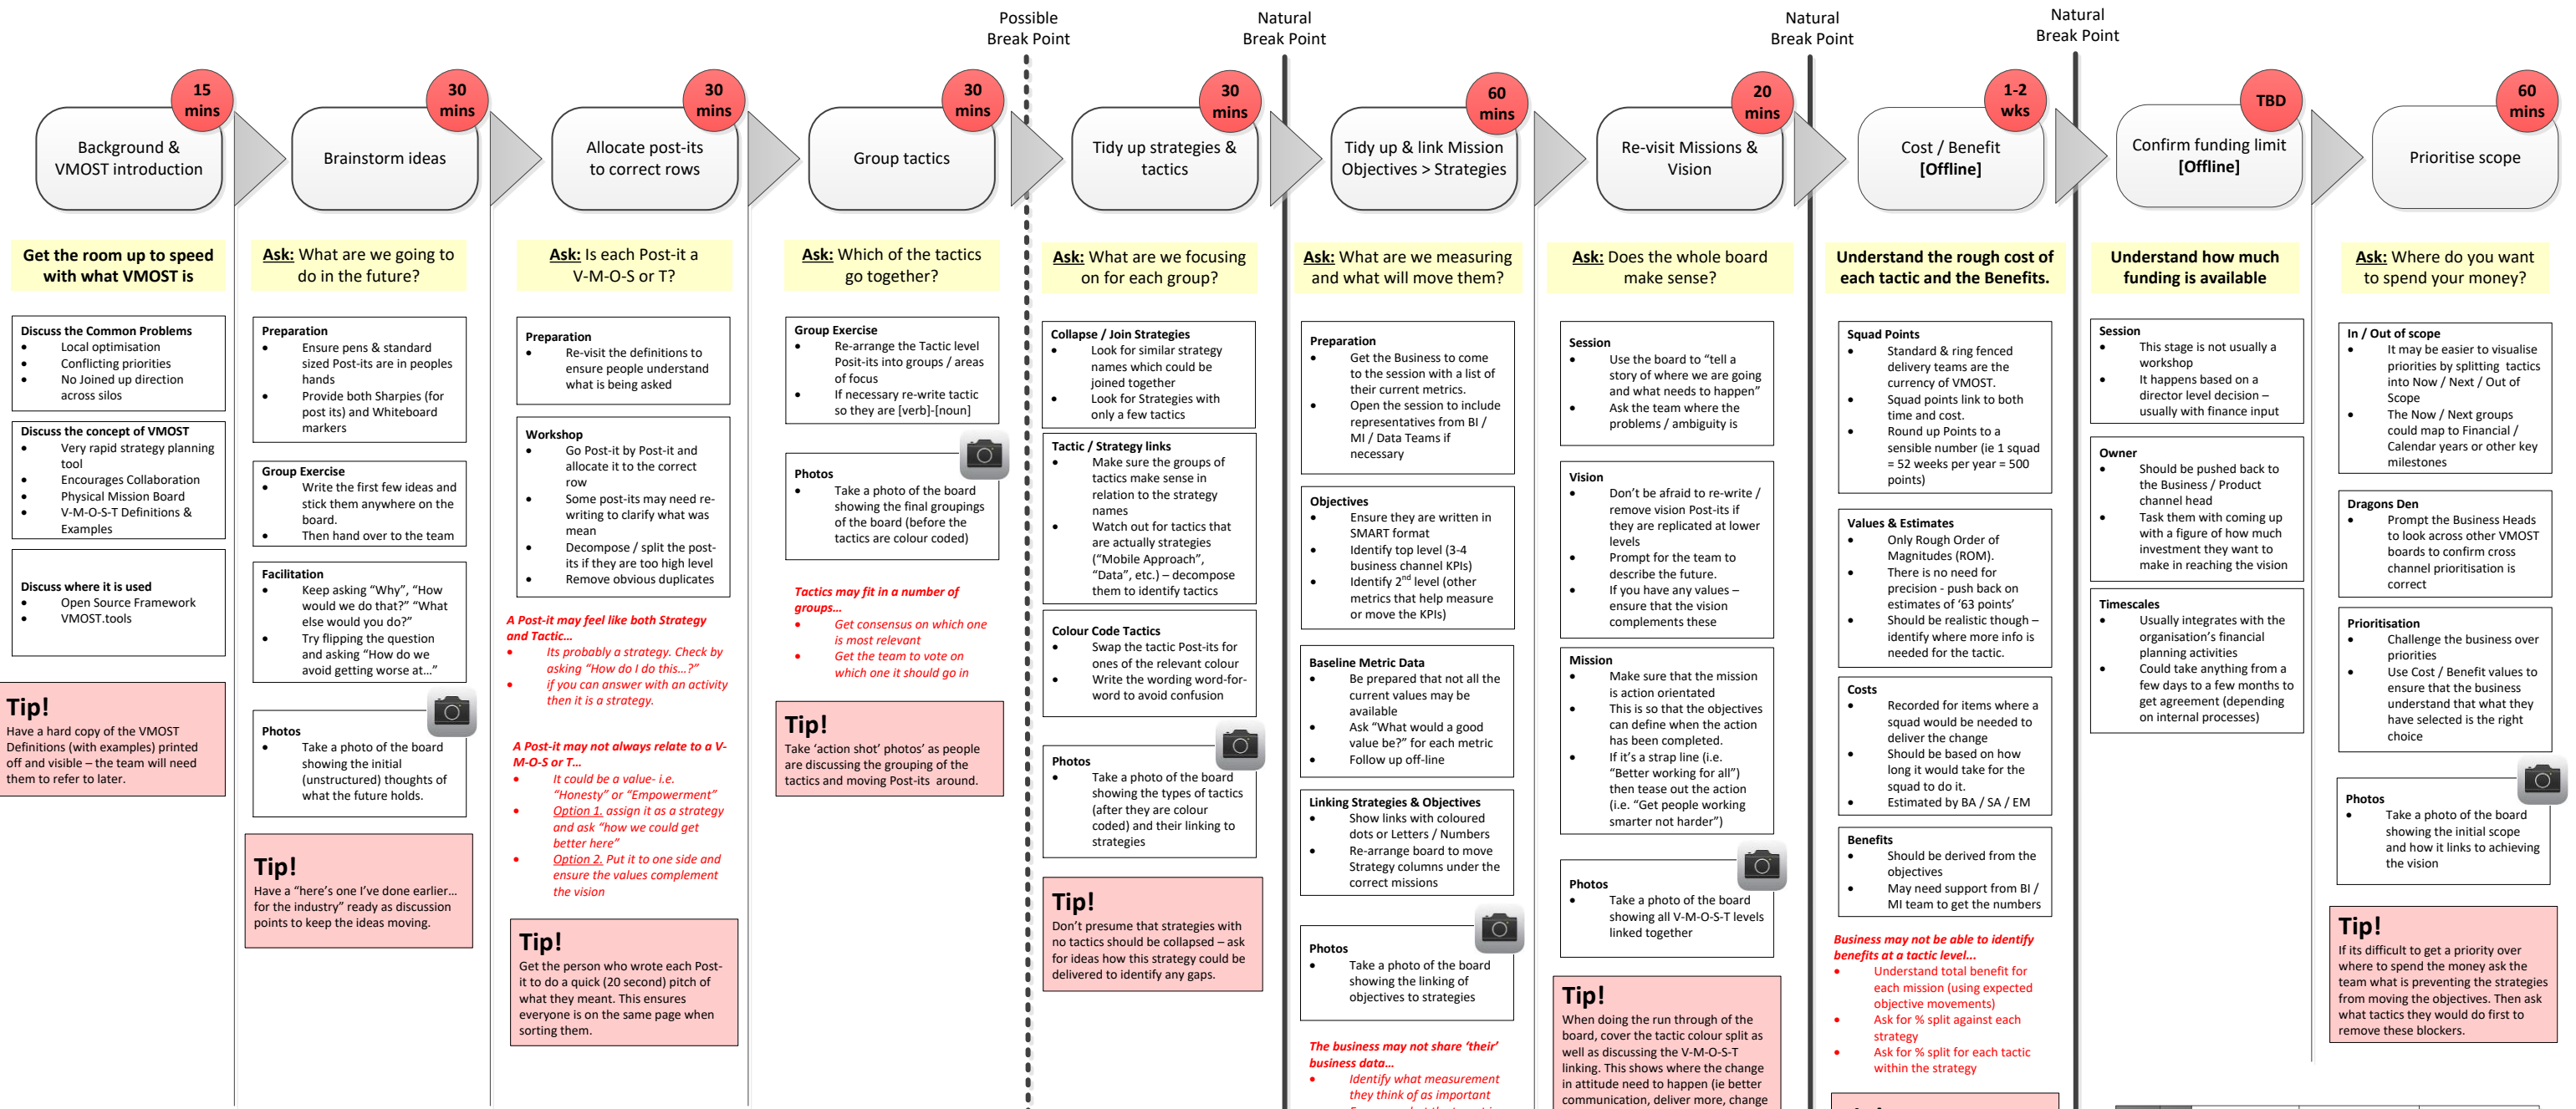 Possible
Break Point
Natural
Break Point
Natural
Break Point
Natural
Break Point
15
mins
Background &
VMOST introduction
30
mins
Brainstorm ideas
30
mins
Allocate post-its
to correct rows
30
mins
Group tactics
30
mins
Tidy up strategies &
tactics
60
mins
Tidy up & link Mission
Objectives > Strategies
20
mins
Re-visit Missions &
Vision
1-2
wks
Cost / Benefit
[Offline]
TBD
Confirm funding limit
[Offline]
60
mins
Prioritise scope
Get the room up to speed
with what VMOST is
Discuss the Common Problems
• Local optimisation
• Conflicting priorities
• No Joined up direction
across silos
Discuss the concept of VMOST
• Very rapid strategy planning
tool
• Encourages Collaboration
• Physical Mission Board
• V-M-O-S-T Definitions &
Examples
Discuss where it is used
• Open Source Framework
• VMOST.tools
Tip!
Have a hard copy of the VMOST
Definitions (with examples) printed
off and visible – the team will need
them to refer to later.
Ask: What are we going to
do in the future?
Preparation
• Ensure pens & standard
sized Post-its are in peoples
hands
• Provide both Sharpies (for
post its) and Whiteboard
markers
Group Exercise
• Write the first few ideas and
stick them anywhere on the
board.
• Then hand over to the team
Facilitation
• Keep asking “Why”, “How
would we do that?” “What
else would you do?”
• Try flipping the question
and asking “How do we
avoid getting worse at…”
Photos
• Take a photo of the board
showing the initial
(unstructured) thoughts of
what the future holds.
Tip!
Have a “here’s one I’ve done earlier…
for the industry” ready as discussion
points to keep the ideas moving.
Ask: Is each Post-it a
V-M-O-S or T?
Preparation
• Re-visit the definitions to
ensure people understand
what is being asked
Workshop
• Go Post-it by Post-it and
allocate it to the correct
row
• Some post-its may need re-
writing to clarify what was
mean
• Decompose / split the post-
its if they are too high level
• Remove obvious duplicates
A Post-it may feel like both Strategy
and Tactic…
• Its probably a strategy. Check by
asking “How do I do this…?”
• if you can answer with an activity
then it is a strategy.
A Post-it may not always relate to a V-
M-O-S or T…
• It could be a value- i.e.
“Honesty” or “Empowerment”
• Option 1. assign it as a strategy
and ask “how we could get
better here”
• Option 2. Put it to one side and
ensure the values complement
the vision
Tip!
Get the person who wrote each Post-
it to do a quick (20 second) pitch of
what they meant. This ensures
everyone is on the same page when
sorting them.
Ask: Which of the tactics
go together?
Group Exercise
• Re-arrange the Tactic level
Posit-its into groups / areas
of focus
• If necessary re-write tactic
so they are [verb]-[noun]
Photos
• Take a photo of the board
showing the final groupings
of the board (before the
tactics are colour coded)
Tactics may fit in a number of
groups…
• Get consensus on which one
is most relevant
• Get the team to vote on
which one it should go in
Tip!
Take ‘action shot’ photos’ as people
are discussing the grouping of the
tactics and moving Post-its around.
Ask: What are we focusing
on for each group?
Collapse / Join Strategies
• Look for similar strategy
names which could be
joined together
• Look for Strategies with
only a few tactics
Tactic / Strategy links
• Make sure the groups of
tactics make sense in
relation to the strategy
names
• Watch out for tactics that
are actually strategies
(“Mobile Approach”,
“Data”, etc.) – decompose
them to identify tactics
Colour Code Tactics
• Swap the tactic Post-its for
ones of the relevant colour
• Write the wording word-for-
word to avoid confusion
Photos
• Take a photo of the board
showing the types of tactics
(after they are colour
coded) and their linking to
strategies
Tip!
Don’t presume that strategies with
no tactics should be collapsed – ask
for ideas how this strategy could be
delivered to identify any gaps.
Ask: What are we measuring
and what will move them?
Preparation
• Get the Business to come
to the session with a list of
their current metrics.
• Open the session to include
representatives from BI /
MI / Data Teams if
necessary
Objectives
• Ensure they are written in
SMART format
• Identify top level (3-4
business channel KPIs)
• Identify 2nd level (other
metrics that help measure
or move the KPIs)
Baseline Metric Data
• Be prepared that not all the
current values may be
available
• Ask “What would a good
value be?” for each metric
• Follow up off-line
Linking Strategies & Objectives
• Show links with coloured
dots or Letters / Numbers
• Re-arrange board to move
Strategy columns under the
correct missions
Photos
• Take a photo of the board
showing the linking of
objectives to strategies
The business may not share ‘their’
business data…
• Identify what measurement
they think of as important
Ask: Does the whole board
make sense?
Session
• Use the board to “tell a
story of where we are going
and what needs to happen”
• Ask the team where the
problems / ambiguity is
Vision
• Don’t be afraid to re-write /
remove vision Post-its if
they are replicated at lower
levels
• Prompt for the team to
describe the future.
• If you have any values –
ensure that the vision
complements these
Mission
• Make sure that the mission
is action orientated
• This is so that the objectives
can define when the action
has been completed.
• If it’s a strap line (i.e.
“Better working for all”)
then tease out the action
(i.e. “Get people working
smarter not harder”)
Photos
• Take a photo of the board
showing all V-M-O-S-T levels
linked together
Tip!
When doing the run through of the
board, cover the tactic colour split as
well as discussing the V-M-O-S-T
linking. This shows where the change
in attitude need to happen (ie better
communication, deliver more, change
Understand the rough cost of
each tactic and the Benefits.
Squad Points
• Standard & ring fenced
delivery teams are the
currency of VMOST.
• Squad points link to both
time and cost.
• Round up Points to a
sensible number (ie 1 squad
= 52 weeks per year = 500
points)
Values & Estimates
• Only Rough Order of
Magnitudes (ROM).
• There is no need for
precision - push back on
estimates of ‘63 points’
• Should be realistic though –
identify where more info is
needed for the tactic.
Costs
• Recorded for items where a
squad would be needed to
deliver the change
• Should be based on how
long it would take for the
squad to do it.
• Estimated by BA / SA / EM
Benefits
• Should be derived from the
objectives
• May need support from BI /
MI team to get the numbers
Business may not be able to identify
benefits at a tactic level…
• Understand total benefit for
each mission (using expected
objective movements)
• Ask for % split against each
strategy
• Ask for % split for each tactic
within the strategy
Understand how much
funding is available
Session
• This stage is not usually a
workshop
• It happens based on a
director level decision –
usually with finance input
Owner
• Should be pushed back to
the Business / Product
channel head
• Task them with coming up
with a figure of how much
investment they want to
make in reaching the vision
Timescales
• Usually integrates with the
organisation’s financial
planning activities
• Could take anything from a
few days to a few months to
get agreement (depending
on internal processes)
Ask: Where do you want
to spend your money?
In / Out of scope
• It may be easier to visualise
priorities by splitting tactics
into Now / Next / Out of
Scope
• The Now / Next groups
could map to Financial /
Calendar years or other key
milestones
Dragons Den
• Prompt the Business Heads
to look across other VMOST
boards to confirm cross
channel prioritisation is
correct
Prioritisation
• Challenge the business over
priorities
• Use Cost / Benefit values to
ensure that the business
understand that what they
have selected is the right
choice
Photos
• Take a photo of the board
showing the initial scope
and how it links to achieving
the vision
Tip!
If its difficult to get a priority over
where to spend the money ask the
team what is preventing the strategies
from moving the objectives. Then ask
what tactics they would do first to
remove these blockers.